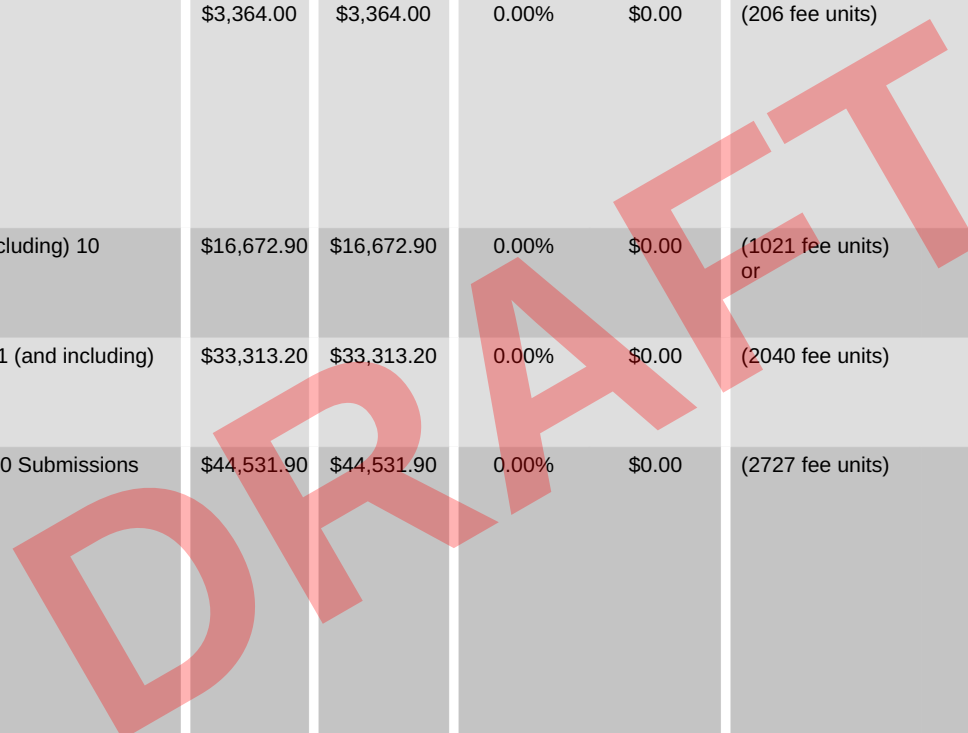 $3,364.00 $3,364.00 0.00% $0.00 (206 fee units)
cluding) 10 $16,672.90 $16,672.90 0.00% $0.00 (1021 fee units)
or
1 (and including) $33,313.20 $33,313.20 0.00% $0.00 (2040 fee units)
0 Submissions $44,531.90 $44,531.90 0.00% $0.00 (2727 fee units)
DRAFT